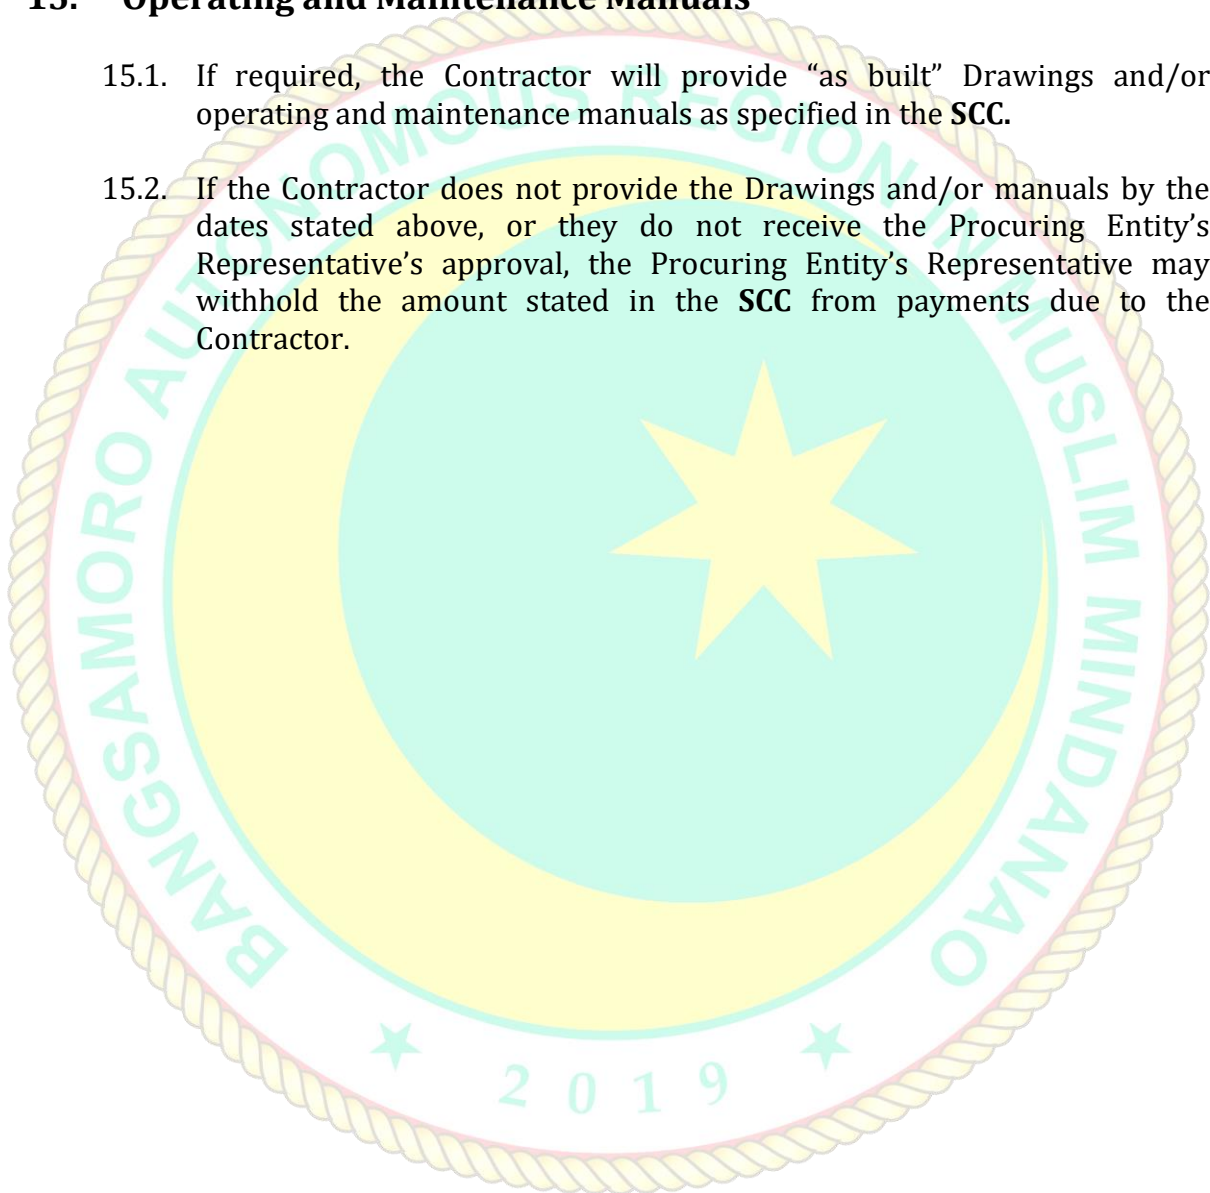 15. Operating and Maintenance Manuals
15.1. If required, the Contractor will provide “as built” Drawings and/or
operating and maintenance manuals as specified in the SCC.
15.2. If the Contractor does not provide the Drawings and/or manuals by the
dates stated above, or they do not receive the Procuring Entity’s
Representative’s approval, the Procuring Entity’s Representative may
withhold the amount stated in the SCC from payments due to the
Contractor.
BANGSAMORO AUTONOMOUS REGION IN MUSLIM MINDANAO
2019